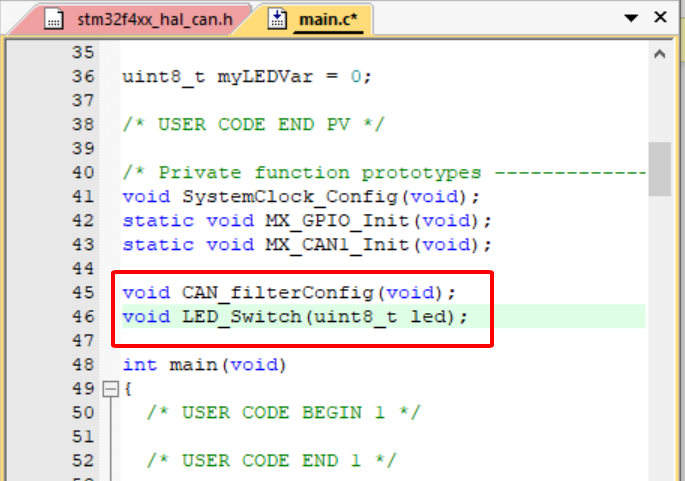 stm32f4xx_hal_can.h main.c*
35
36 uint8_t myLEDVar = 0;
37
38 /* USER CODE END PV */
39
40 /* Private function prototypes -------------
41 void SystemClock_Config(void);
42 static void MX_GPIO_Init(void);
43 static void MX_CAN1_Init(void);
44
45 void CAN_filterConfig(void);
46 void LED_Switch(uint8_t led);
47
48 int main(void)
49 {
50 /* USER CODE BEGIN 1 */
51
52 /* USER CODE END 1 */